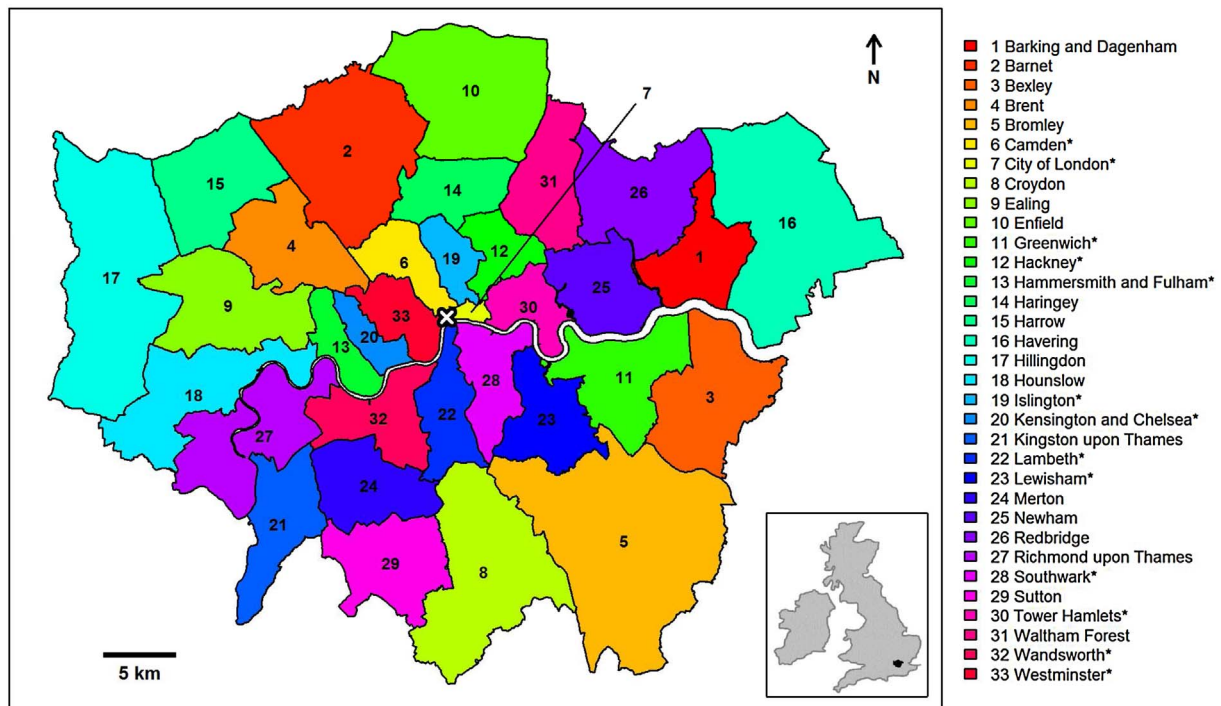 10
7
N
2
31
15
14
26
16
12
4
19
6
17
1
25
30
9
33
20
13
11
28
18
3
22
23
32
27
24
21
5
29
8
5 km
1 Barking and Dagenham
2 Barnet
3 Bexley
4 Brent
5 Bromley
6 Camden*
7 City of London*
8 Croydon
9 Ealing
10 Enfield
11 Greenwich*
12 Hackney*
13 Hammersmith and Fulham*
14 Haringey
15 Harrow
16 Havering
17 Hillingdon
18 Hounslow
19 Islington*
20 Kensington and Chelsea*
21 Kingston upon Thames
22 Lambeth*
23 Lewisham*
24 Merton
25 Newham
26 Redbridge
27 Richmond upon Thames
28 Southwark*
29 Sutton
30 Tower Hamlets*
31 Waltham Forest
32 Wandsworth*
33 Westminster*